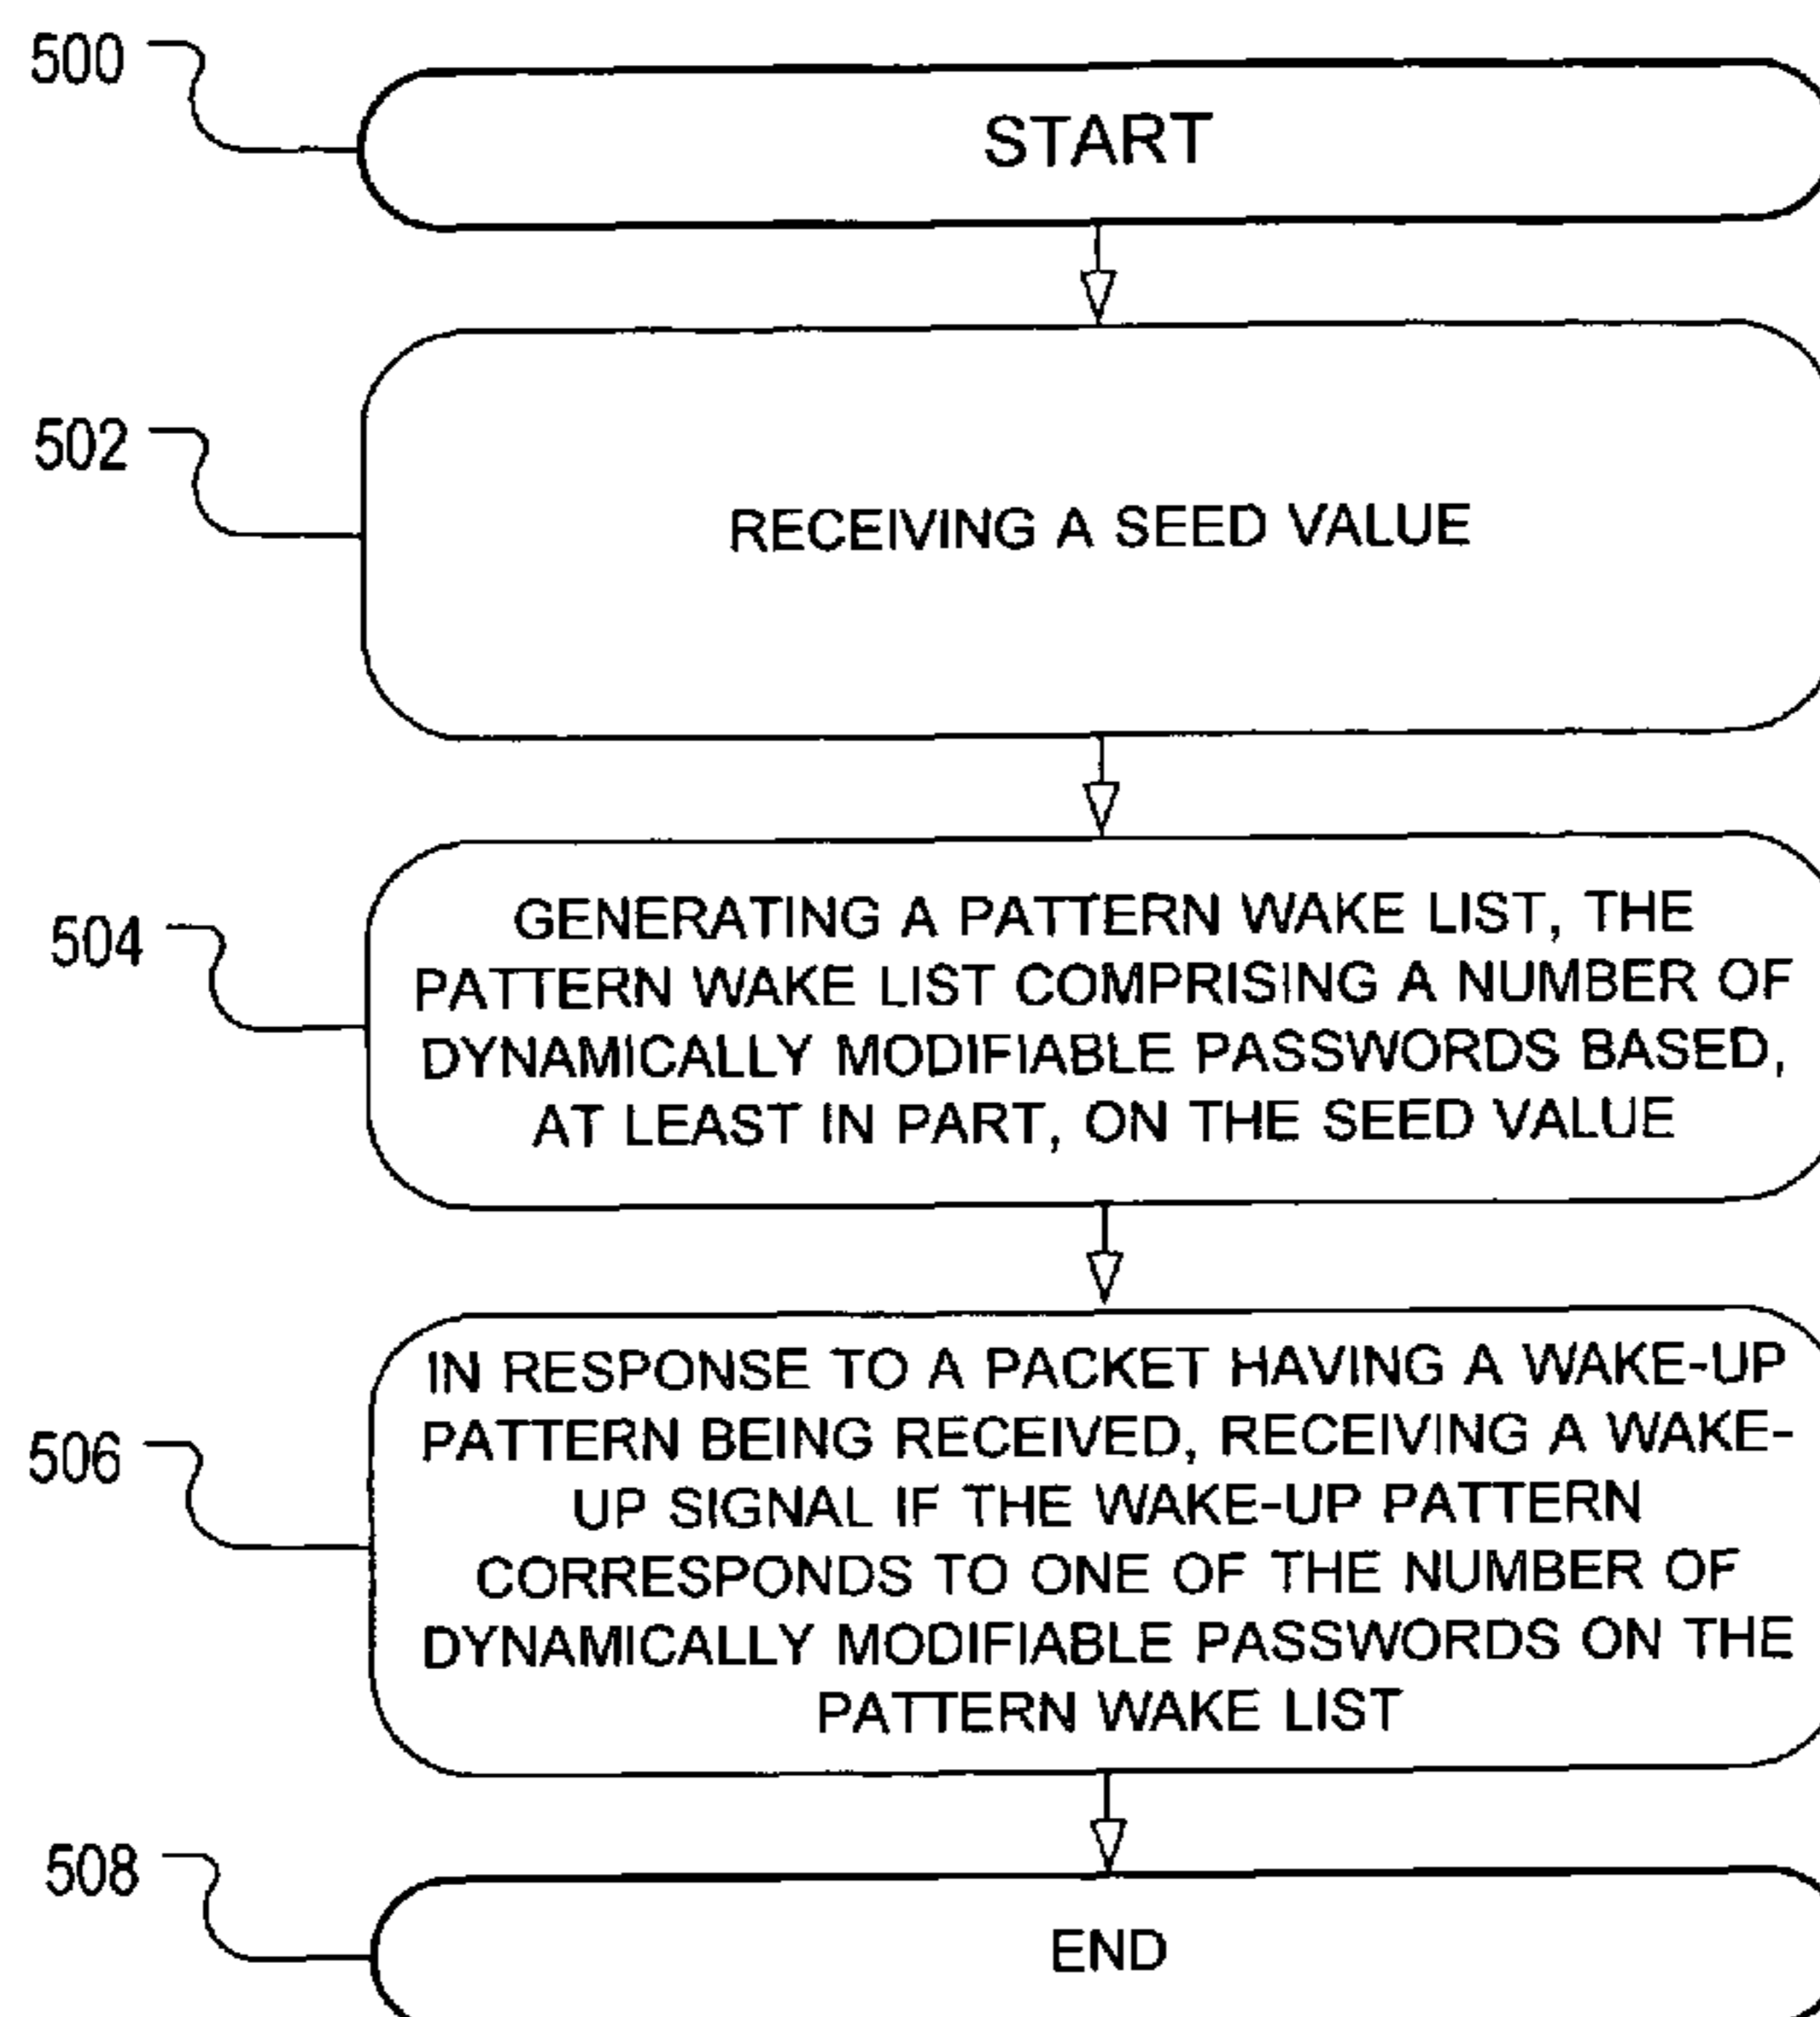 500
START
502
RECEIVING A SEED VALUE
504
GENERATING A PATTERN WAKE LIST, THE
PATTERN WAKE LIST COMPRISING A NUMBER OF
DYNAMICALLY MODIFIABLE PASSWORDS BASED,
AT LEAST IN PART, ON THE SEED VALUE
506
IN RESPONSE TO A PACKET HAVING A WAKE-UP
PATTERN BEING RECEIVED, RECEIVING A WAKE-
UP SIGNAL IF THE WAKE-UP PATTERN
CORRESPONDS TO ONE OF THE NUMBER OF
DYNAMICALLY MODIFIABLE PASSWORDS ON THE
PATTERN WAKE LIST
508
END